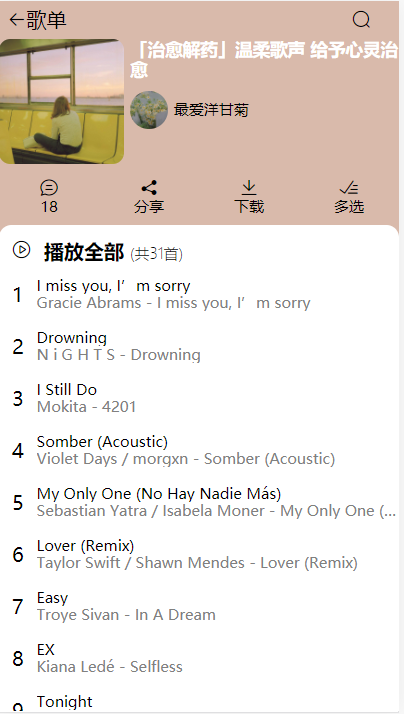 歌单
「治愈解药」温柔歌声 给予心灵治
愈
最爱洋甘菊
18 分享 下载 多选
播放全部 (共31首)
1 I miss you, I’m sorry
Gracie Abrams - I miss you, I’m sorry
2 Drowning
N i G H T S - Drowning
3 I Still Do
Mokita - 4201
4 Somber (Acoustic)
Violet Days / morgxn - Somber (Acoustic)
5 My Only One (No Hay Nadie Más)
Sebastian Yatra / Isabela Moner - My Only One (...
6 Lover (Remix)
Taylor Swift / Shawn Mendes - Lover (Remix)
7 Easy
Troye Sivan - In A Dream
8 EX
Kiana Ledé - Selfless
9 Tonight